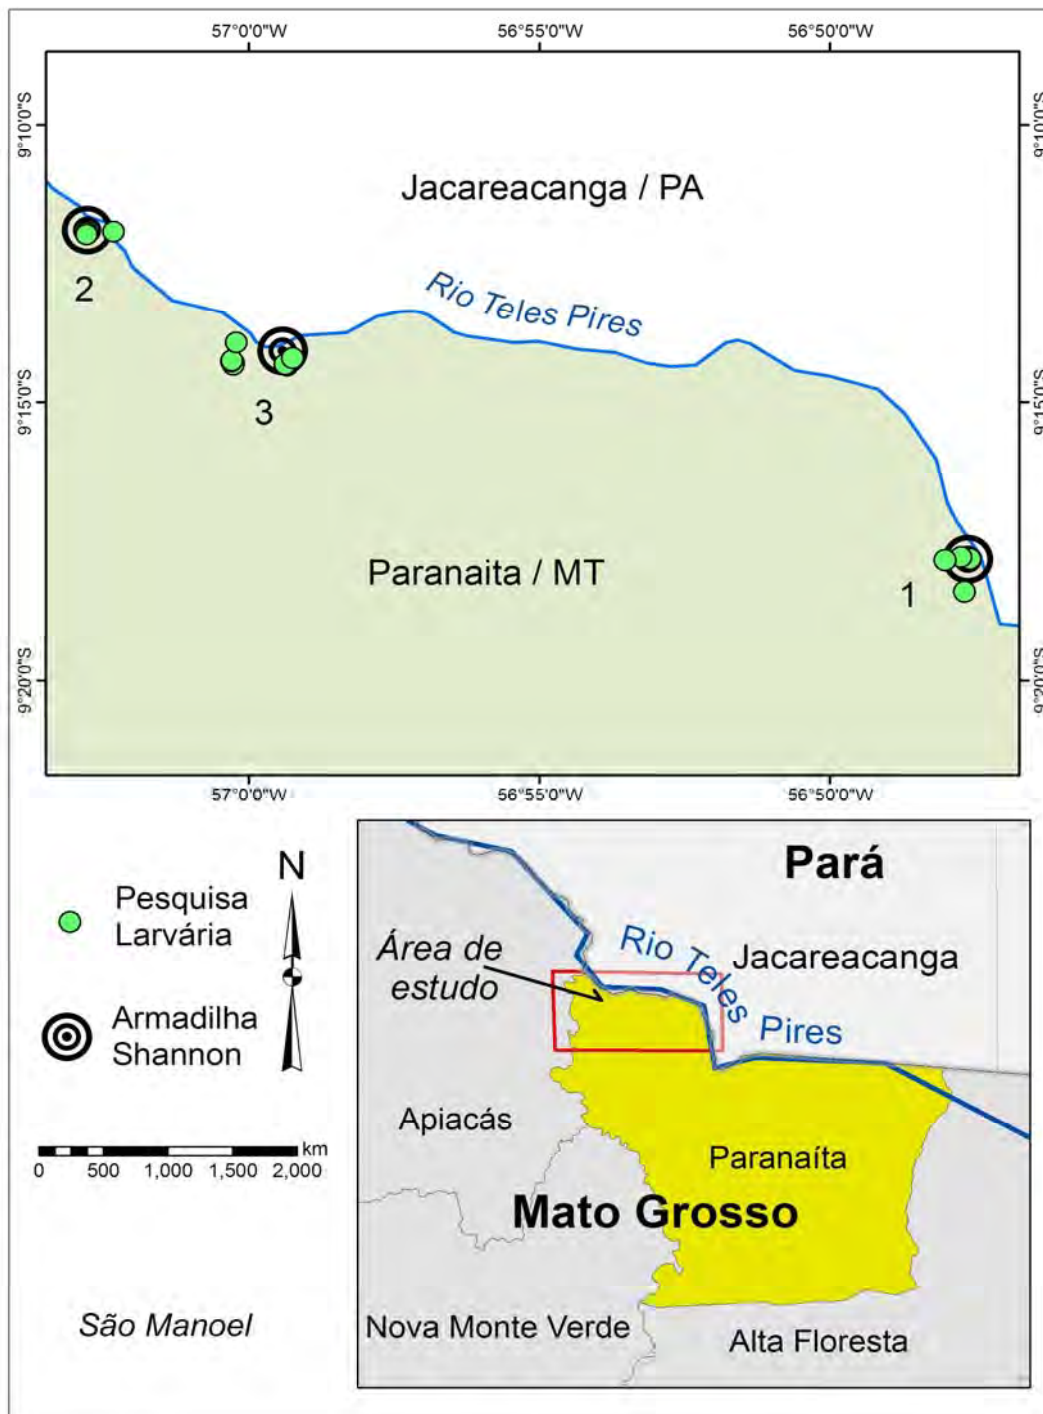 57°0'0"W
56°55'0"W
56°50'0"W
9°10'0"S
9°10'0"S
Jacareacanga / PA
2
Rio Teles Pires
3
9°15'0"S
9°15'0"S
Paranaita / MT
1
9°20'0"S
9°20'0"S
57°0'0"W
56°55'0"W
56°50'0"W
Pesquisa
Larvária
N
Armadilha
Shannon
km
0 500 1,000 1,500 2,000
São Manoel
Pará
Área de
estudo
Rio Teles Pires
Jacareacanga
Apiacás
Paranaíta
Mato Grosso
Nova Monte Verde
Alta Floresta